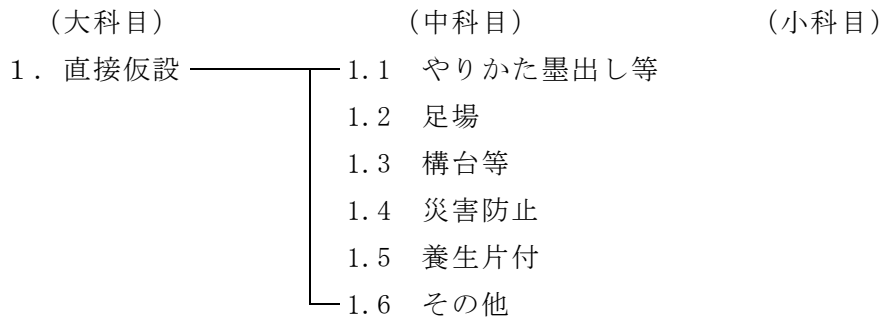 （大科目） （中科目） （小科目）
１．直接仮設 1.1 やりかた墨出し等
1.2 足場
1.3 構台等
1.4 災害防止
1.5 養生片付
1.6 その他